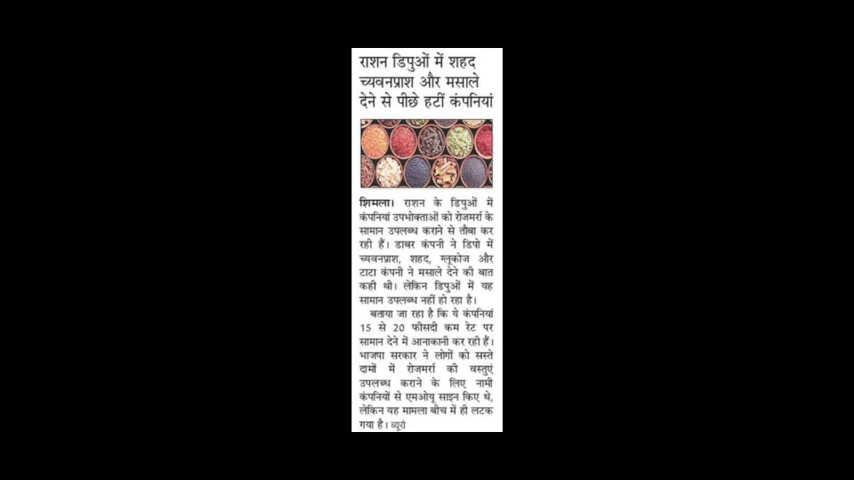 राशन डिपुओं में शहद
च्यवनप्राश और मसाले
देने से पीछे हटीं कंपनियां
शिमला। राशन के डिपुओं में
कंपनियां उपभोक्ताओं को रोजमर्रा के
सामान उपलब्ध कराने से तौबा कर
रही हैं। डाबर कंपनी ने डिपो में
च्यवनप्राश, शहद, ग्लूकोज और
टाटा कंपनी ने मसाले देने की बात
कही थी। लेकिन डिपुओं में यह
सामान उपलब्ध नहीं हो रहा है।
बताया जा रहा है कि ये कंपनियां
15 से 20 फीसदी कम रेट पर
सामान देने में आनाकानी कर रही हैं।
भाजपा सरकार ने लोगों को सस्ते
दामों में रोजमर्रा की वस्तुएं
उपलब्ध कराने के लिए नामी
कंपनियों से एमओयू साइन किए थे,
लेकिन यह मामला बीच में ही लटक
गया है। ब्यूरो